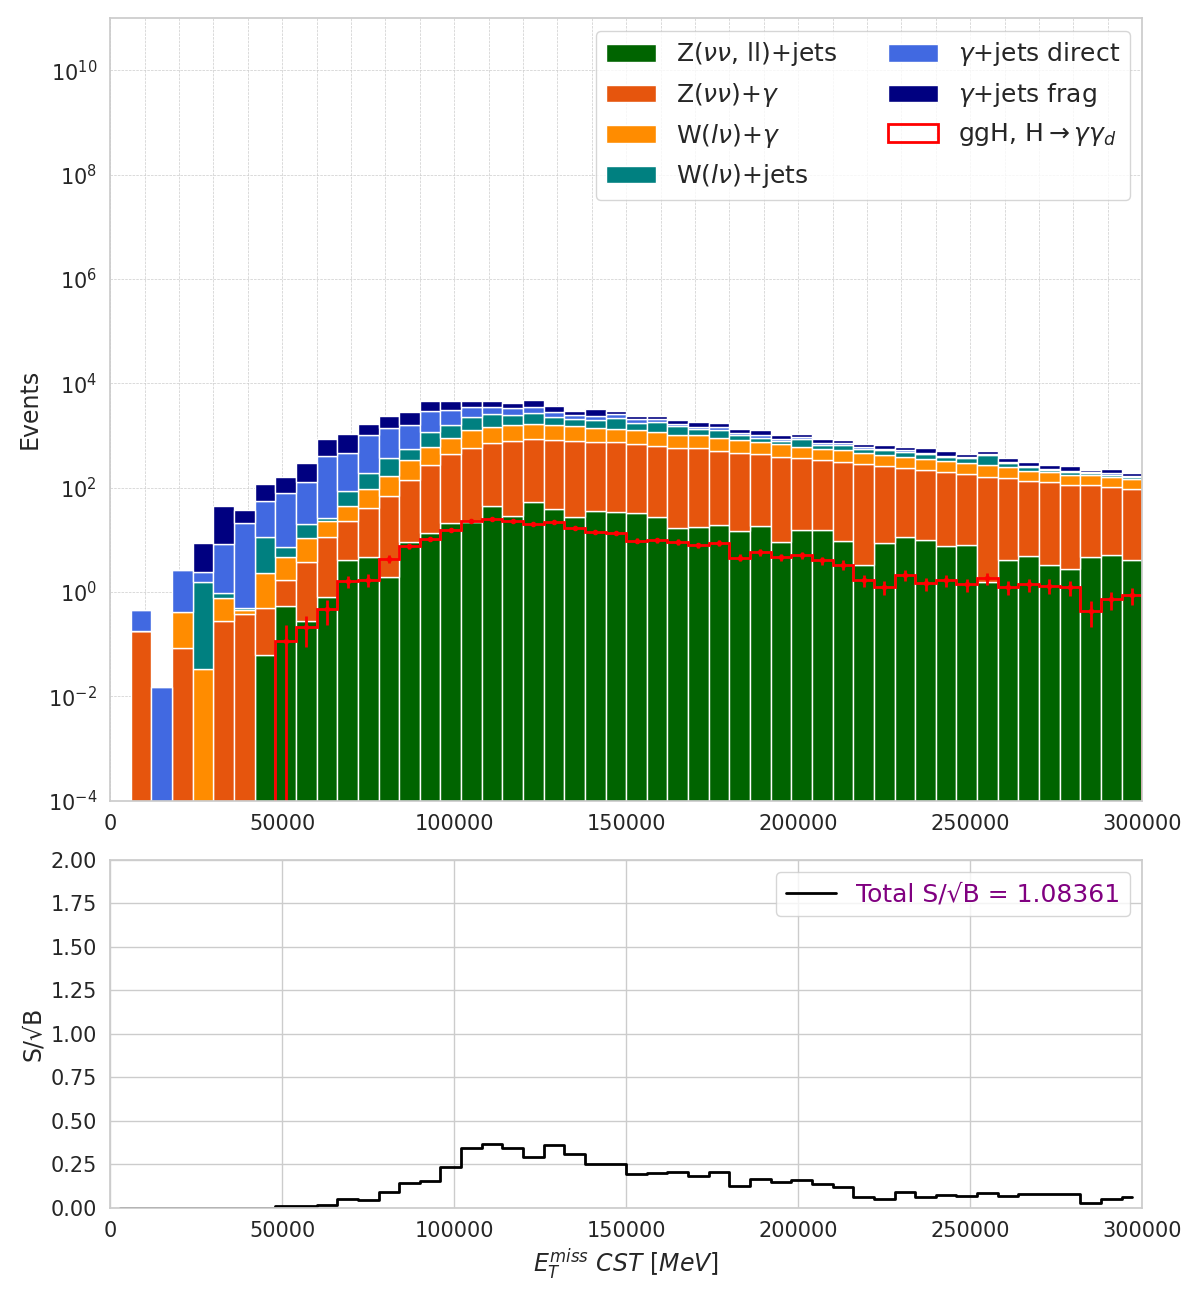 Z(νν, ll)+jets
Z(νν)+γ
W(lν)+γ
W(lν)+jets
γ+jets direct
γ+jets frag
ggH, H→γγ_d
Events
10^10
10^8
10^6
10^4
10^2
10^0
10^−2
10^−4
0 50000 100000 150000 200000 250000 300000
Total S/√B = 1.08361
S/√B
2.00
1.75
1.50
1.25
1.00
0.75
0.50
0.25
0.00
0 50000 100000 150000 200000 250000 300000
E_T^miss CST [MeV]